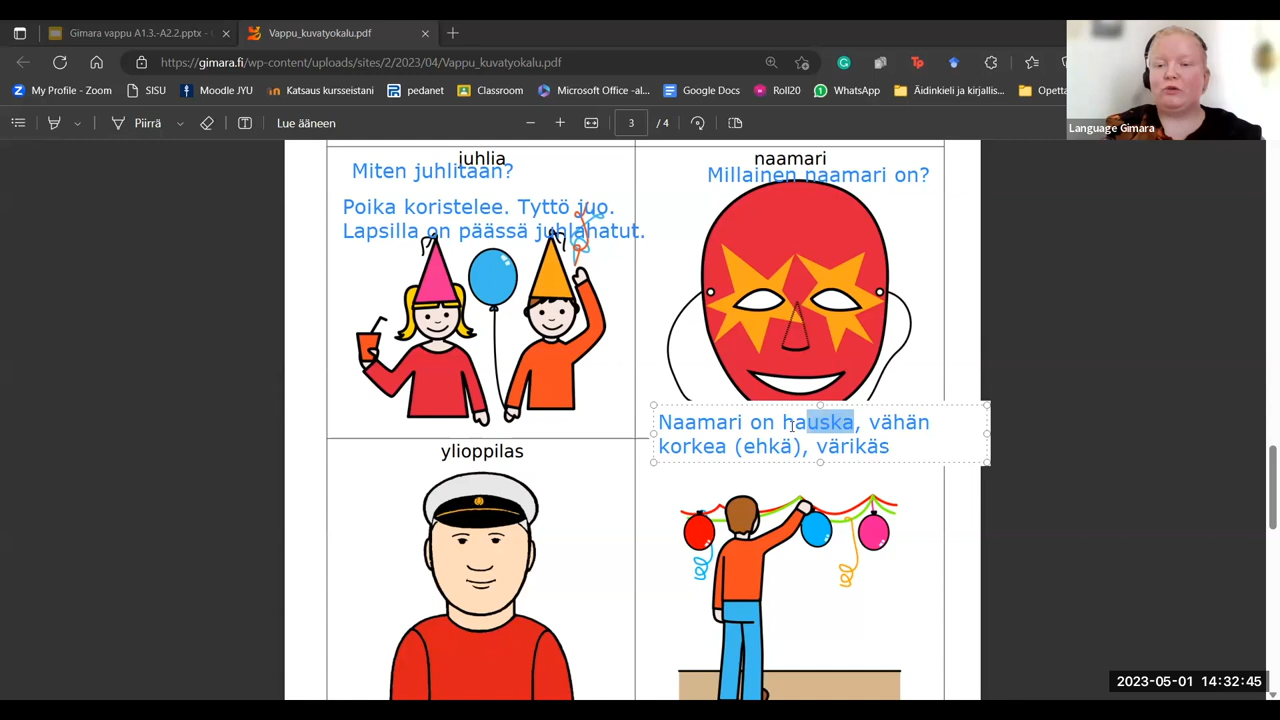 Gimara vappu A1.3.-A2.2.pptx -
Vappu_kuvatyokalu.pdf
https://gimara.fi/wp-content/uploads/sites/2/2023/04/Vappu_kuvatyokalu.pdf
My Profile - Zoom
SISU
Moodle JYU
Katsaus kursseistani
pedanet
Classroom
Microsoft Office -al...
Google Docs
Roll20
WhatsApp
Äidinkieli ja kirjallis...
Opetta
Piirrä
Lue ääneen
3 / 4
Language Gimara
juhlia
Miten juhlitaan?
Poika koristelee. Tyttö juo.
Lapsilla on päässä juhlahatut.
naamari
Millainen naamari on?
Naamari on hauska, vähän
korkea (ehkä), värikäs
ylioppilas
2023-05-01 14:32:45